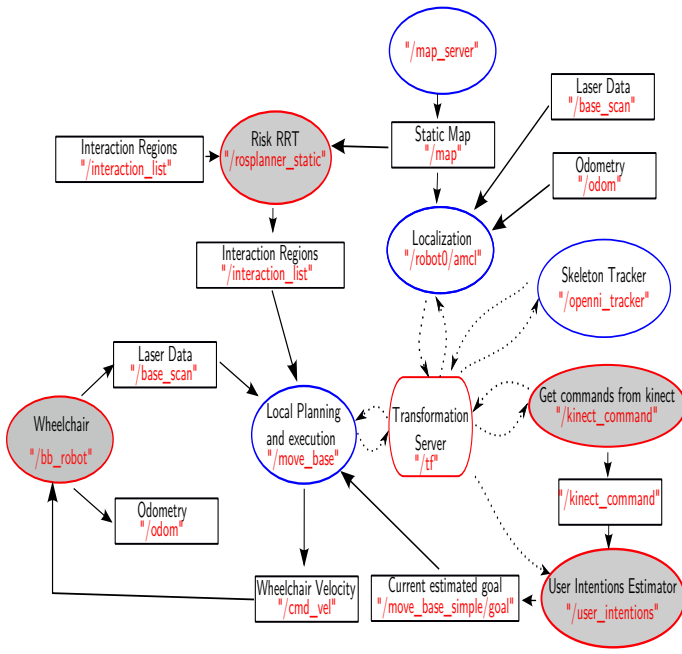 "/map_server"
Laser Data
"/base_scan"
Static Map
"/map"
Risk RRT
"/rosplanner_static"
Interaction Regions
"/interaction_list"
Odometry
"/odom"
Localization
"/robot0/amcl"
Interaction Regions
"/interaction_list"
Skeleton Tracker
"/openni_tracker"
Laser Data
"/base_scan"
Wheelchair
"/bb_robot"
Local Planning
and execution
"/move_base"
Transformation
Server
"/tf"
Get commands from kinect
"/kinect_command"
"/kinect_command"
Odometry
"/odom"
Wheelchair Velocity
"/cmd_vel"
Current estimated goal
"/move_base_simple/goal"
User Intentions Estimator
"/user_intentions"